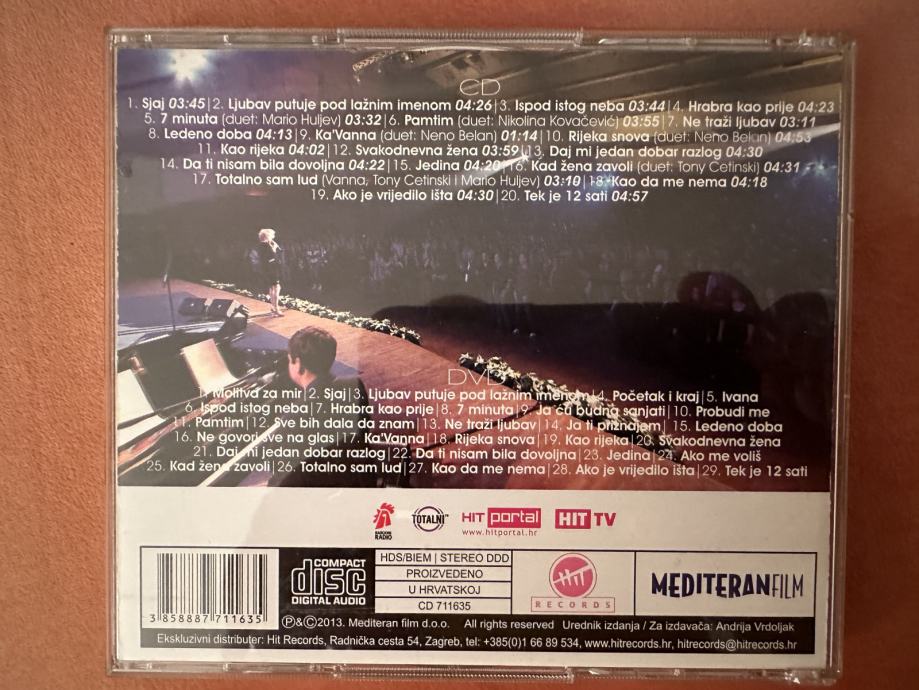 CD
1. Sjaj 03:45|2. Ljubav putuje pod lažnim imenom 04:26|3. Ispod istog neba 03:44|4. Hrabra kao prije 04:23
5. 7 minuta (duet: Mario Huljev) 03:32|6. Pamtim (duet: Nikolina Kovačević) 03:55|7. Ne traži ljubav 03:11
8. Ledeno doba 04:13|9. Ka'Vanna (duet: Neno Belan) 01:14|10. Rijeka snova (duet: Neno Belan) 04:53
11. Kao rijeka 04:02|12. Svakodnevna žena 03:59|13. Daj mi jedan dobar razlog 04:30
14. Da ti nisam bila dovoljna 04:22|15. Jedina 04:20|16. Kad žena zavoli (duet: Tony Cetinski) 04:31
17. Totalno sam lud (Vanna, Tony Cetinski i Mario Huljev) 03:10|18. Kao da me nema 04:18
19. Ako je vrijedilo išta 04:30|20. Tek je 12 sati 04:57
DVD
1. Molitva za mir|2. Sjaj|3. Ljubav putuje pod lažnim imenom|4. Početak i kraj|5. Ivana
6. Ispod istog neba|7. Hrabra kao prije|8. 7 minuta|9. Ja ću budna sanjati|10. Probudi me
11. Pamtim|12. Sve bih dala da znam|13. Ne traži ljubav|14. Ja ti priznajem|15. Ledeno doba
16. Ne govori sve na glas|17. Ka'Vanna|18. Rijeka snova|19. Kao rijeka|20. Svakodnevna žena
21. Daj mi jedan dobar razlog|22. Da ti nisam bila dovoljna|23. Jedina|24. Ako me voliš
25. Kad žena zavoli|26. Totalno sam lud|27. Kao da me nema|28. Ako je vrijedilo išta|29. Tek je 12 sati
NARODNI RADIO
TOTALNI
HIT portal
www.hitportal.hr
HIT TV
3 858887 711635
COMPACT disc DIGITAL AUDIO
HDS/BIEM | STEREO DDD
PROIZVEDENO
U HRVATSKOJ
CD 711635
Hit RECORDS
MEDITERANFILM
℗&©2013. Mediteran film d.o.o. All rights reserved Urednik izdanja / Za izdavača: Andrija Vrdoljak
Ekskluzivni distributer: Hit Records, Radnička cesta 54, Zagreb, tel: +385(0)1 66 89 534, www.hitrecords.hr, hitrecords@hitrecords.hr